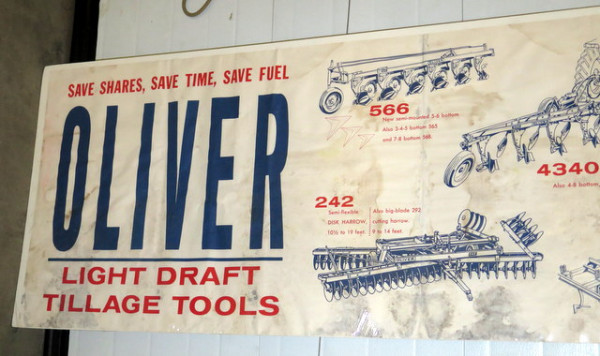 SAVE SHARES, SAVE TIME, SAVE FUEL
OLIVER
LIGHT DRAFT
TILLAGE TOOLS
566
New semi-mounted 5-6 bottom
Also 3-4-5 bottom 565
and 7-8 bottom 568.
4340
Also 4-8 bottom,
242
Semi-flexible
DISK HARROW,
10½ to 19 feet.
Also big-blade 292
cutting harrow.
9 to 14 feet.